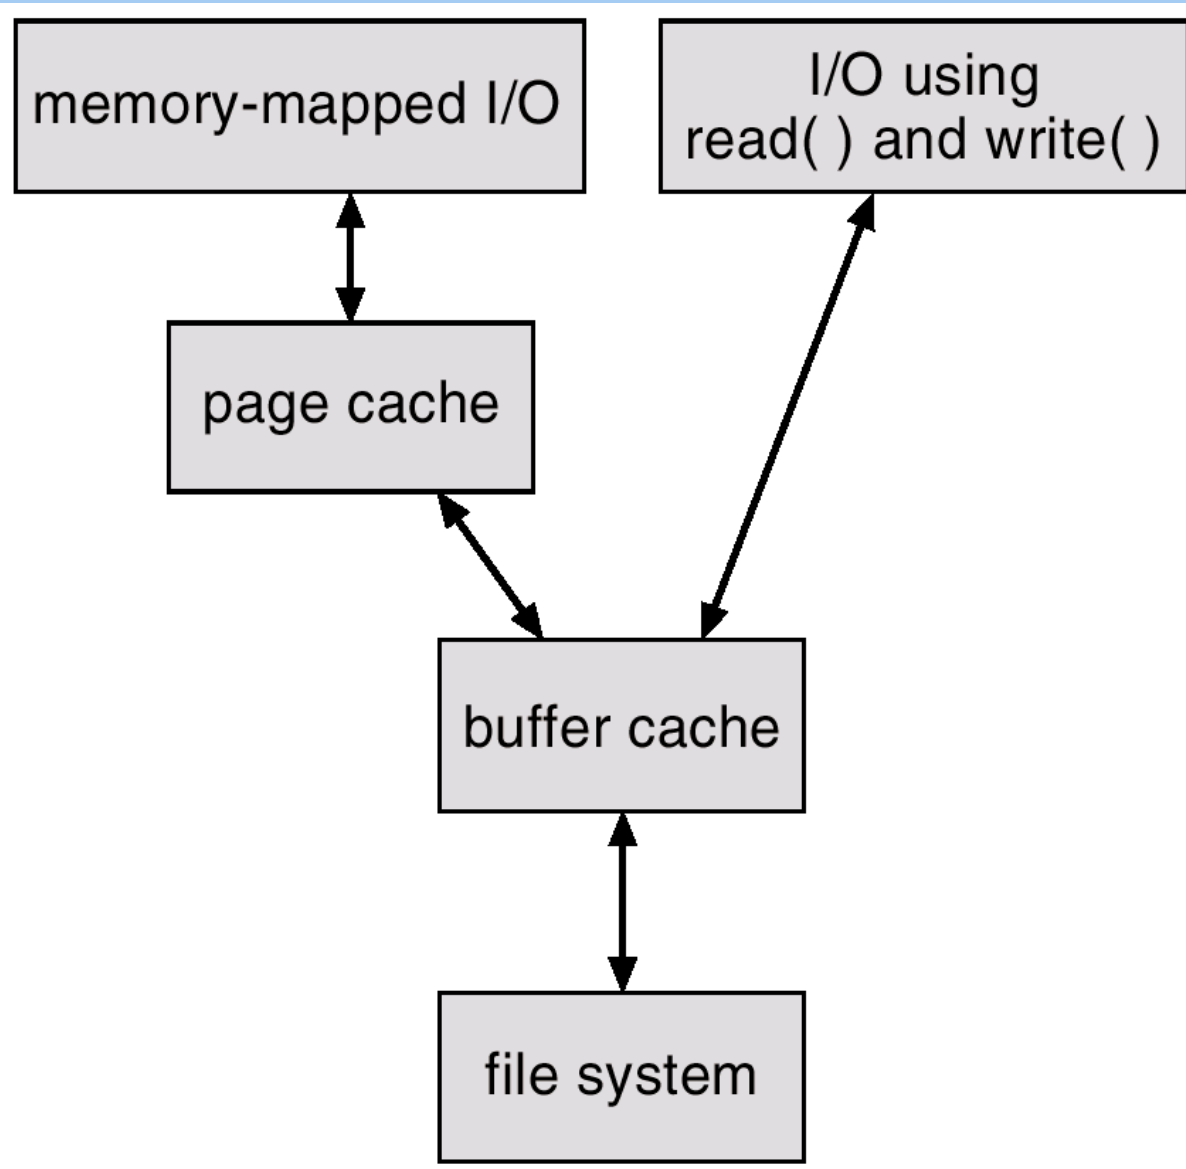 memory-mapped I/O
I/O using
read( ) and write( )
page cache
buffer cache
file system